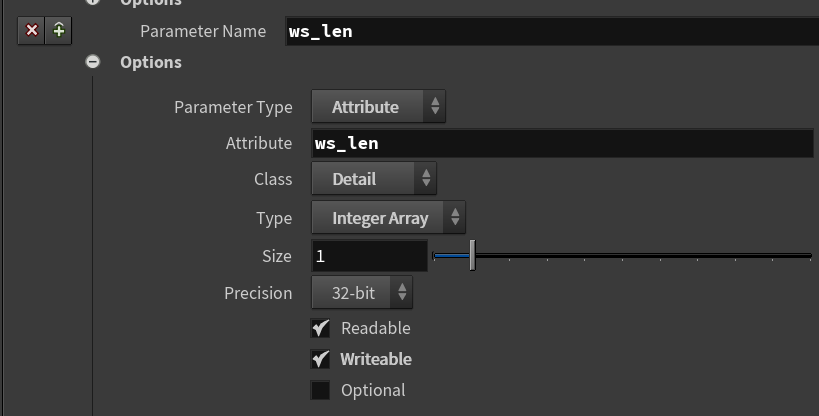 Options
Parameter Name ws_len
Options
Parameter Type Attribute
Attribute ws_len
Class Detail
Type Integer Array
Size 1
Precision 32-bit
Readable
Writeable
Optional